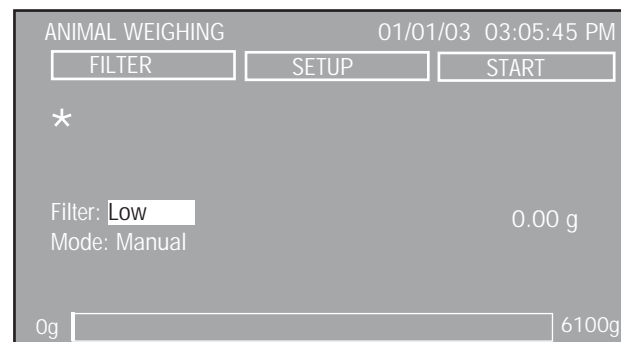 ANIMAL WEIGHING 01/01/03 03:05:45 PM
FILTER SETUP START
*
Filter: Low 0.00 g
Mode: Manual
0g 6100g